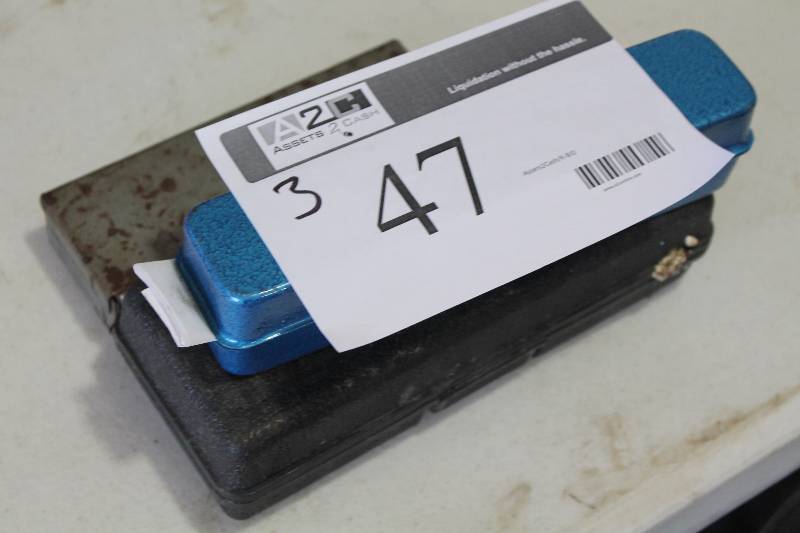 Liquidation without the hassle.
A2C
ASSETS 2 CASH
3
47